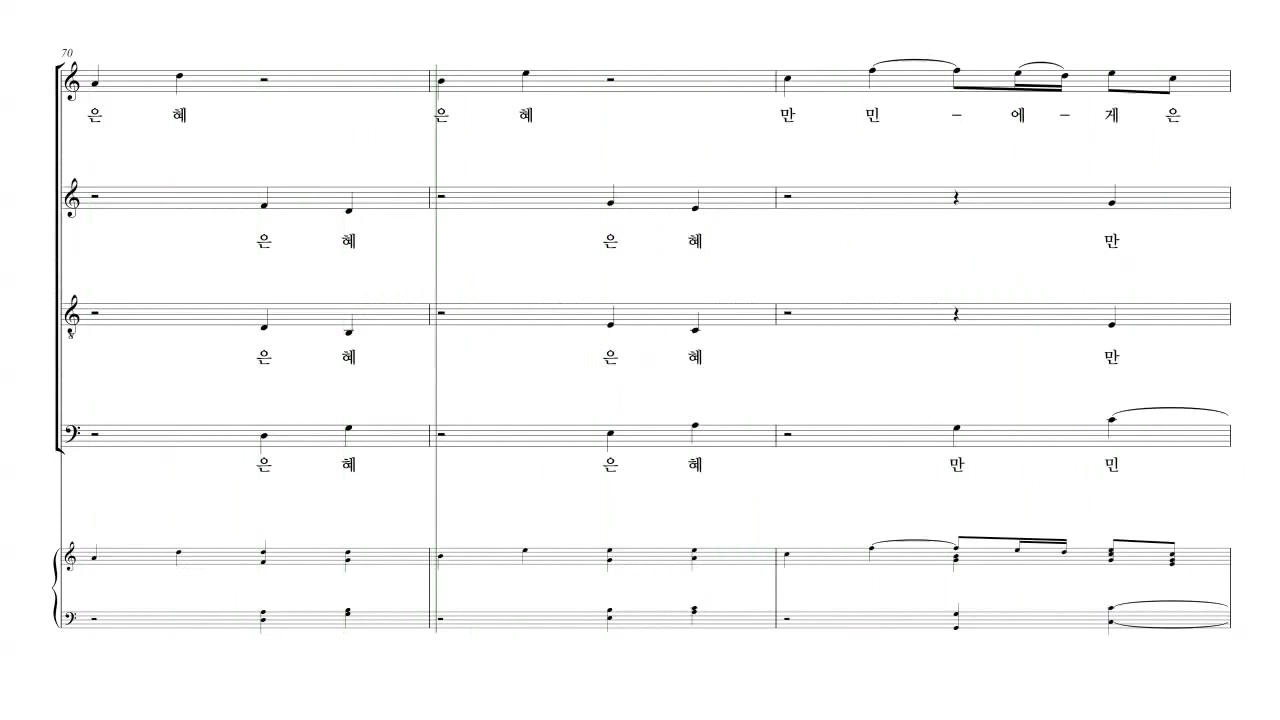 70
은 혜 은 혜 만 민 - 에 - 게 은
은 혜 은 혜 만
은 혜 은 혜 만
은 혜 은 혜 만 민